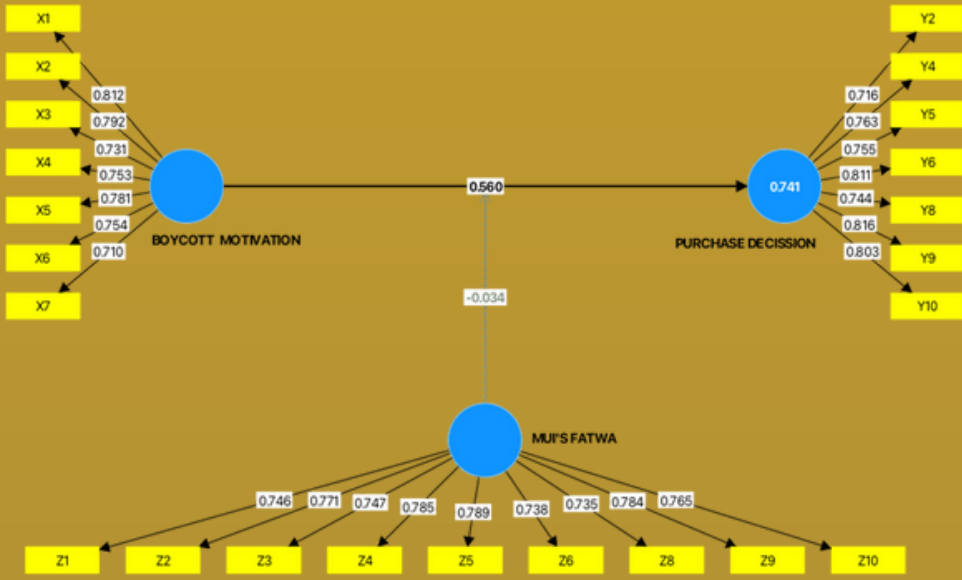 X1
X2
X3
X4
X5
X6
X7
0.812
0.792
0.731
0.753
0.781
0.754
0.710
BOYCOTT MOTIVATION
0.560
-0.034
0.741
PURCHASE DECISSION
0.716
0.763
0.755
0.811
0.744
0.816
0.803
Y2
Y4
Y5
Y6
Y8
Y9
Y10
MUI'S FATWA
0.746
0.771
0.747
0.785
0.789
0.738
0.735
0.784
0.765
Z1
Z2
Z3
Z4
Z5
Z6
Z8
Z9
Z10